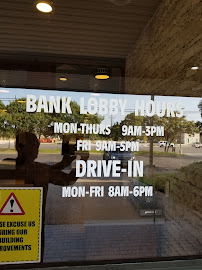 BANK LOBBY HOURS
MON-THURS 9AM-3PM
FRI 9AM-5PM
DRIVE-IN
MON-FRI 8AM-6PM
SE EXCUSE US
RING OUR
UILDING
ROVEMENTS